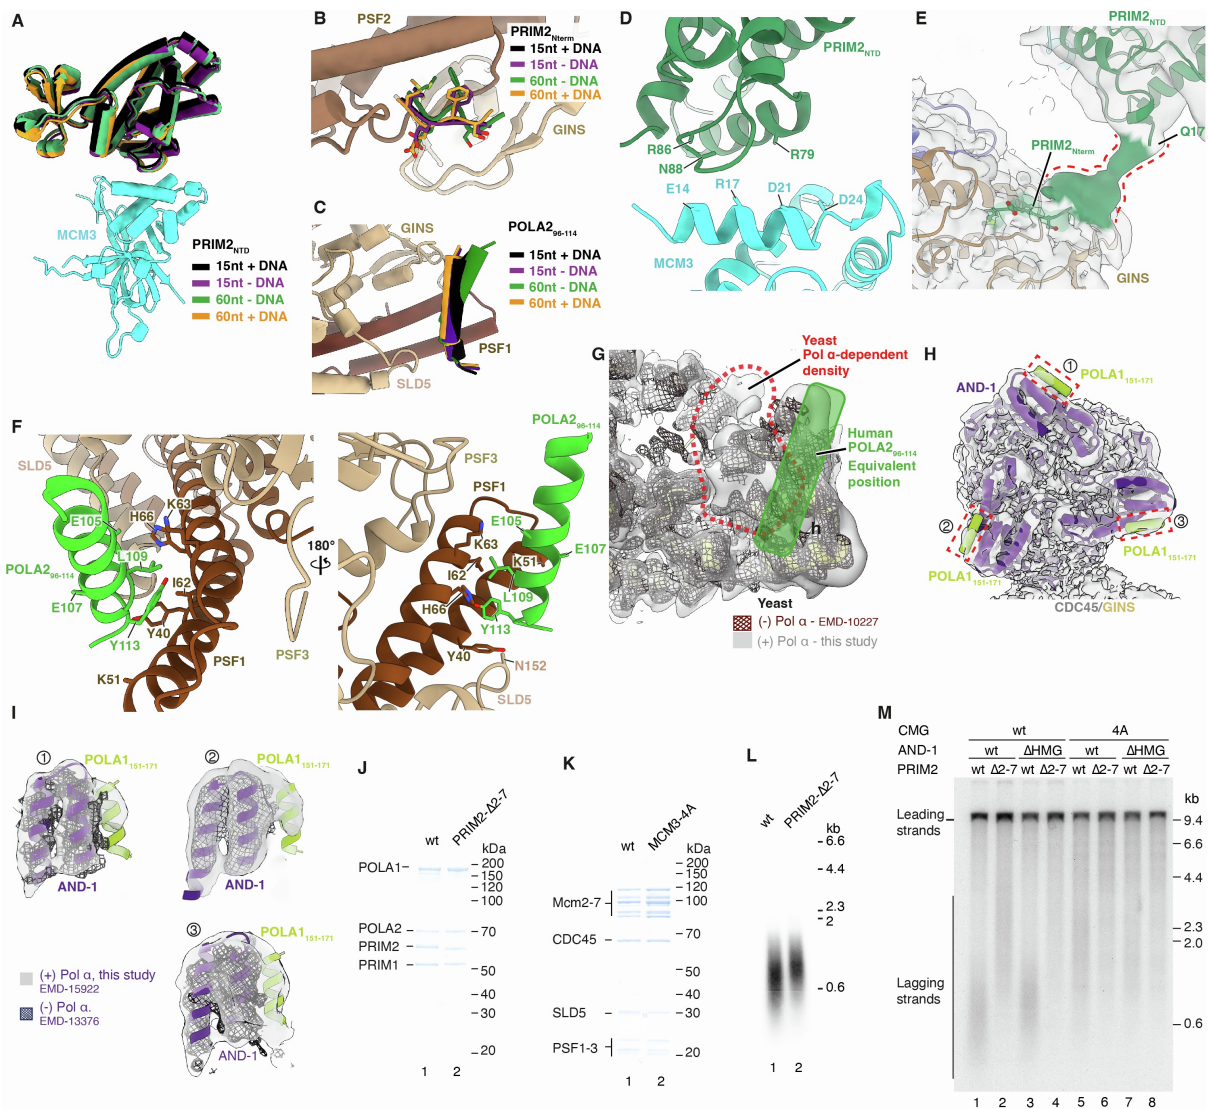 A
MCM3
PRIM2NTD
15nt + DNA
15nt - DNA
60nt - DNA
60nt + DNA
B
PSF2
PRIM2Nterm
15nt + DNA
15nt - DNA
60nt - DNA
60nt + DNA
GINS
C
GINS
POLA296-114
15nt + DNA
15nt - DNA
60nt - DNA
60nt + DNA
PSF1
SLD5
D
PRIM2NTD
R86
N88
R79
E14
R17
D21
D24
MCM3
E
PRIM2NTD
Q17
PRIM2Nterm
GINS
F
SLD5
K63
H66
E105
L109
POLA296-114
I62
E107
Y40
Y113
PSF1
K51
PSF3
180°
POLA296-114
PSF3
PSF1
E105
K63
E107
K51
I62
L109
H66
Y113
Y40
N152
SLD5
G
Yeast
Pol α-dependent
density
Human
POLA296-114
Equivalent
position
h
Yeast
(-) Pol α - EMD-10227
(+) Pol α - this study
H
1
POLA1151-171
AND-1
2
3
POLA1151-171
POLA1151-171
CDC45/GINS
I
1
POLA1151-171
AND-1
2
POLA1151-171
AND-1
3
POLA1151-171
AND-1
(+) Pol α, this study
EMD-15922
(-) Pol α.
EMD-13376
J
wt
PRIM2-Δ2-7
kDa
POLA1
200
150
120
100
POLA2
70
PRIM2
PRIM1
50
40
30
20
1 2
K
wt
MCM3-4A
kDa
200
150
120
Mcm2-7
100
CDC45
70
50
40
SLD5
30
PSF1-3
20
1 2
L
wt
PRIM2-Δ2-7
kb
6.6
4.4
2.3
2
0.6
1 2
M
CMG wt 4A
AND-1 wt ΔHMG wt ΔHMG
PRIM2 wt Δ2-7 wt Δ2-7 wt Δ2-7 wt Δ2-7
kb
Leading
strands
9.4
6.6
4.4
2.3
2.0
Lagging
strands
0.6
1 2 3 4 5 6 7 8